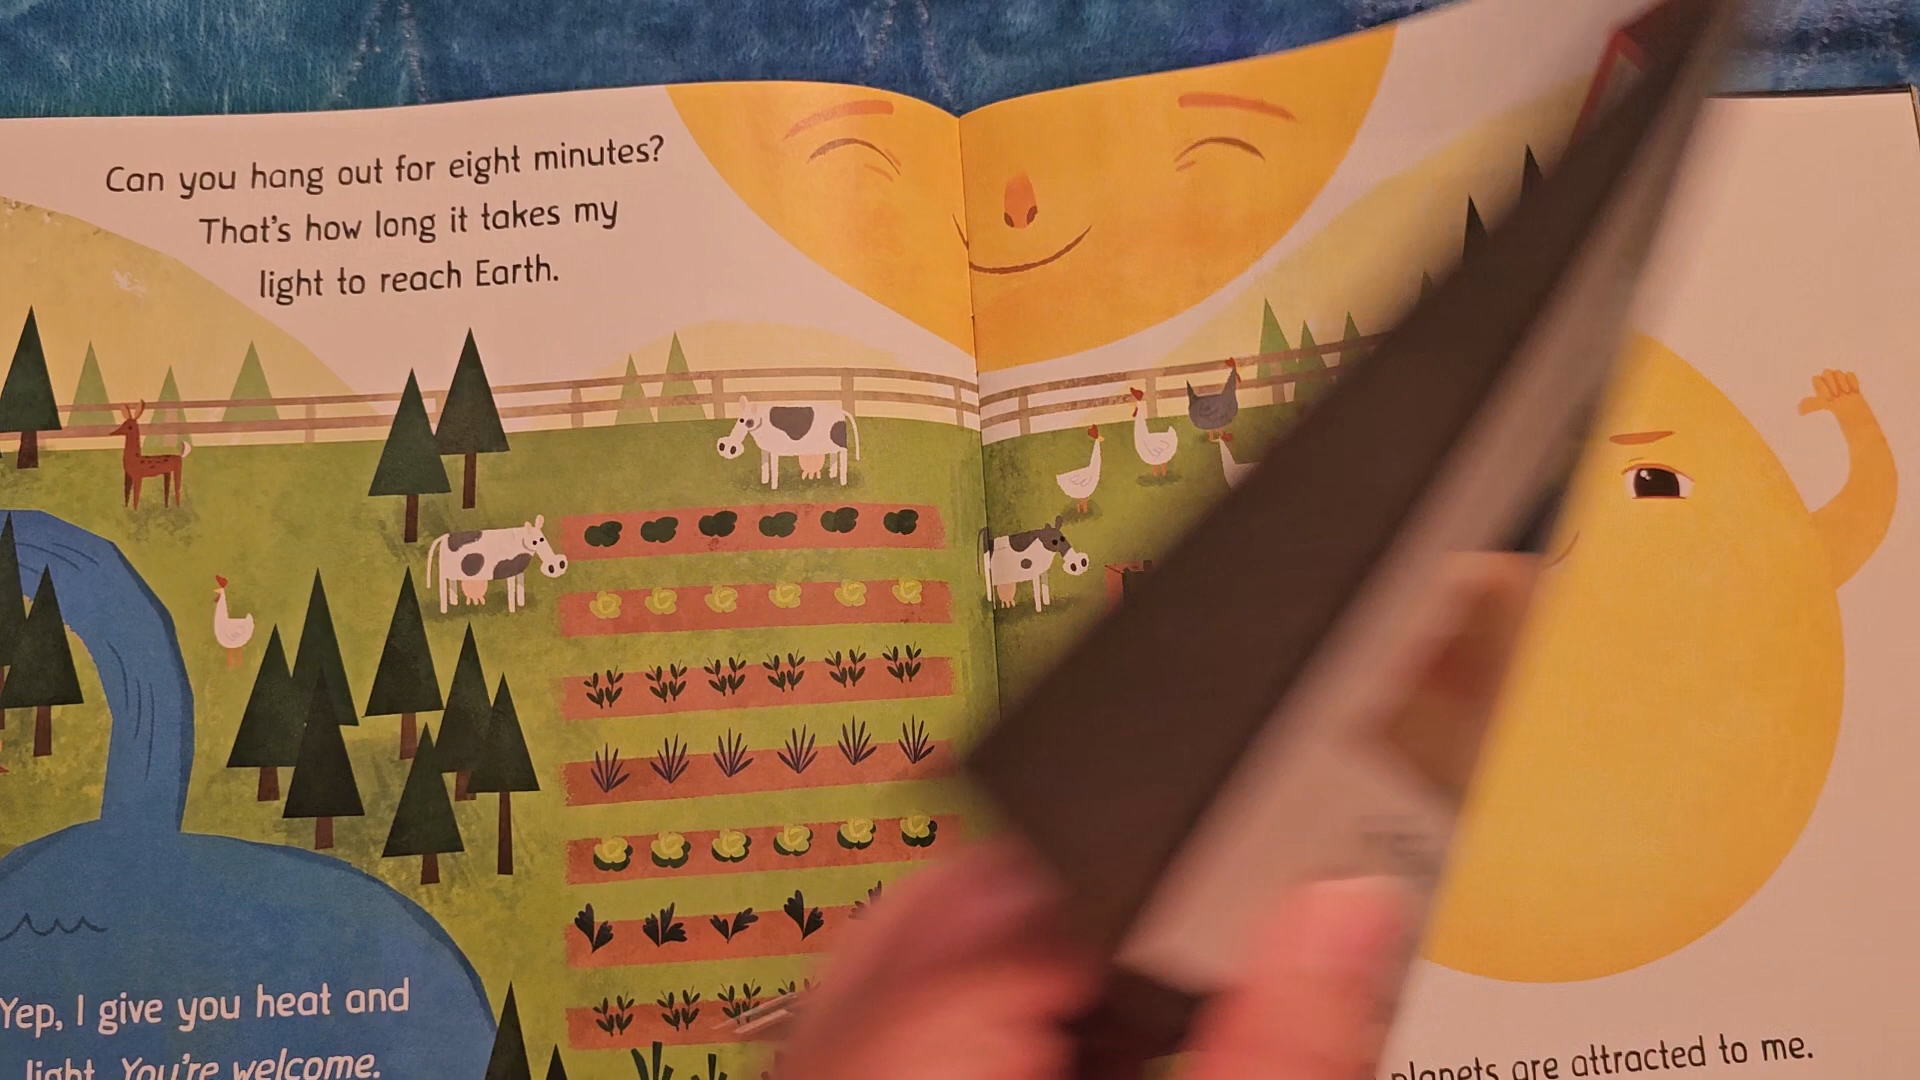 Can you hang out for eight minutes?
That's how long it takes my
light to reach Earth.
Yep, I give you heat and
light. You're welcome.
planets are attracted to me.